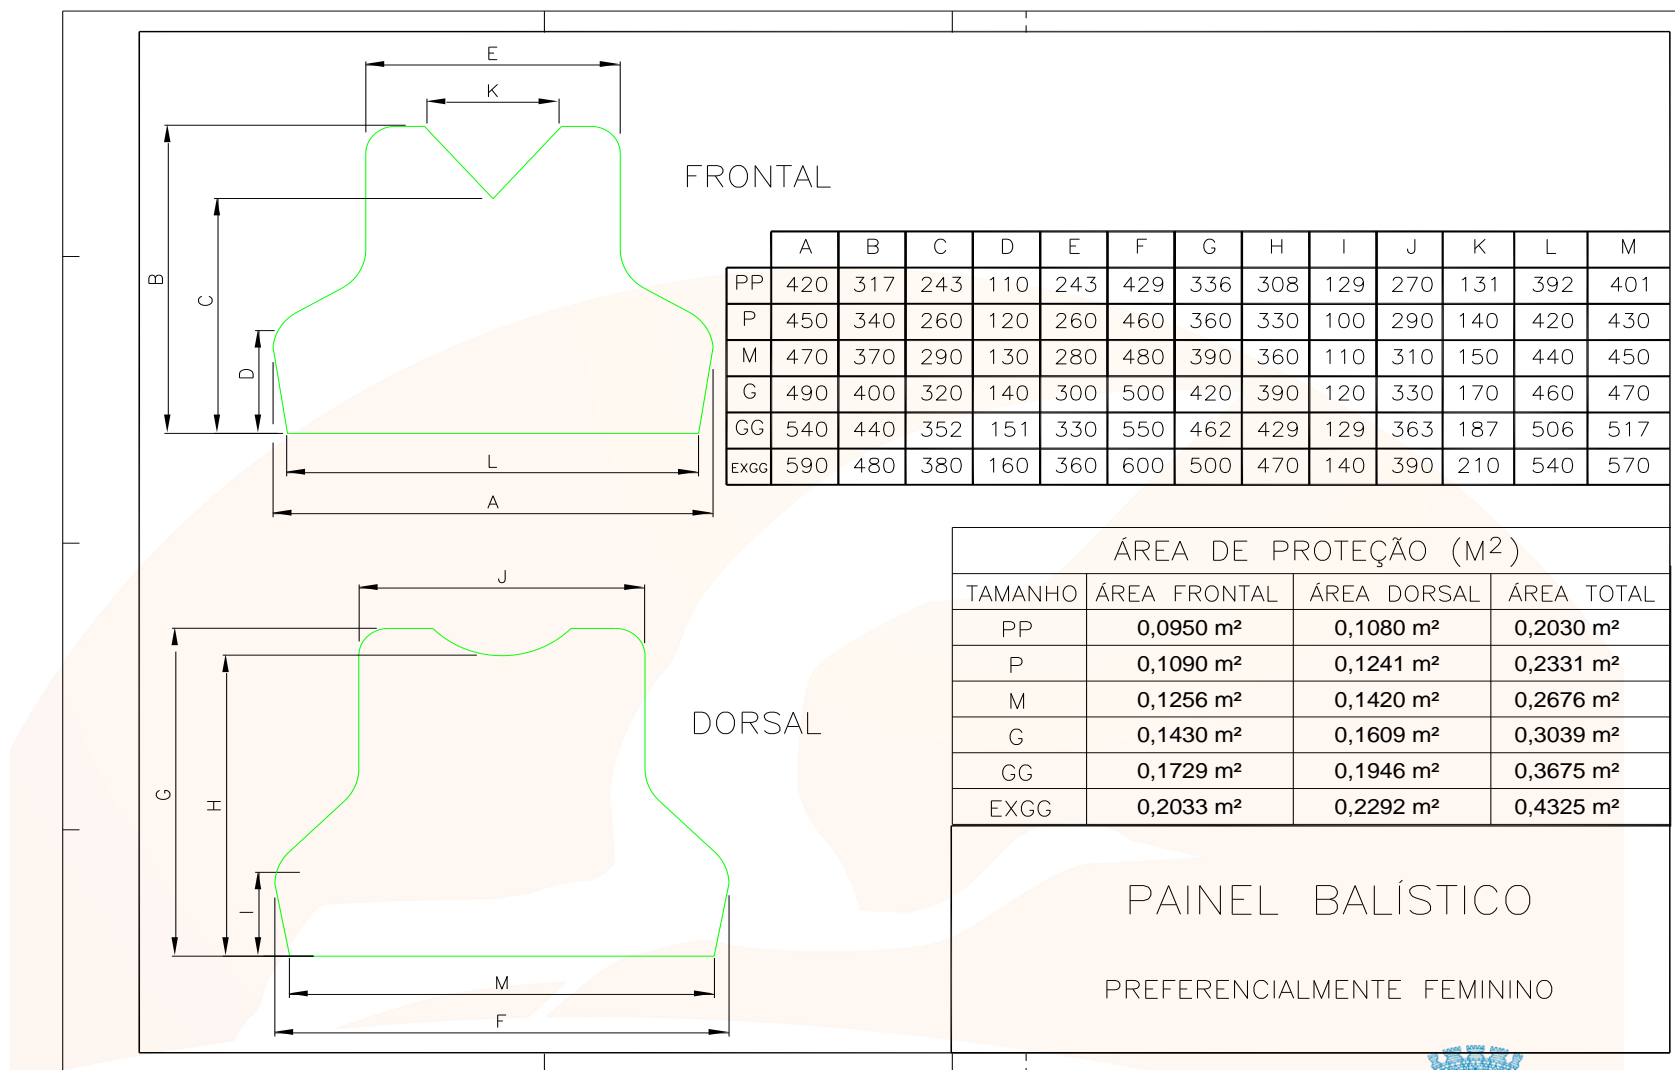 E
K
B
C
D
L
A
FRONTAL
A B C D E F G H I J K L M
PP 420 317 243 110 243 429 336 308 129 270 131 392 401
P 450 340 260 120 260 460 360 330 100 290 140 420 430
M 470 370 290 130 280 480 390 360 110 310 150 440 450
G 490 400 320 140 300 500 420 390 120 330 170 460 470
GG 540 440 352 151 330 550 462 429 129 363 187 506 517
EXGG 590 480 380 160 360 600 500 470 140 390 210 540 570
J
G
H
I
M
F
DORSAL
ÁREA DE PROTEÇÃO (M²)
TAMANHO ÁREA FRONTAL ÁREA DORSAL ÁREA TOTAL
PP 0,0950 m² 0,1080 m² 0,2030 m²
P 0,1090 m² 0,1241 m² 0,2331 m²
M 0,1256 m² 0,1420 m² 0,2676 m²
G 0,1430 m² 0,1609 m² 0,3039 m²
GG 0,1729 m² 0,1946 m² 0,3675 m²
EXGG 0,2033 m² 0,2292 m² 0,4325 m²
PAINEL BALÍSTICO
PREFERENCIALMENTE FEMININO